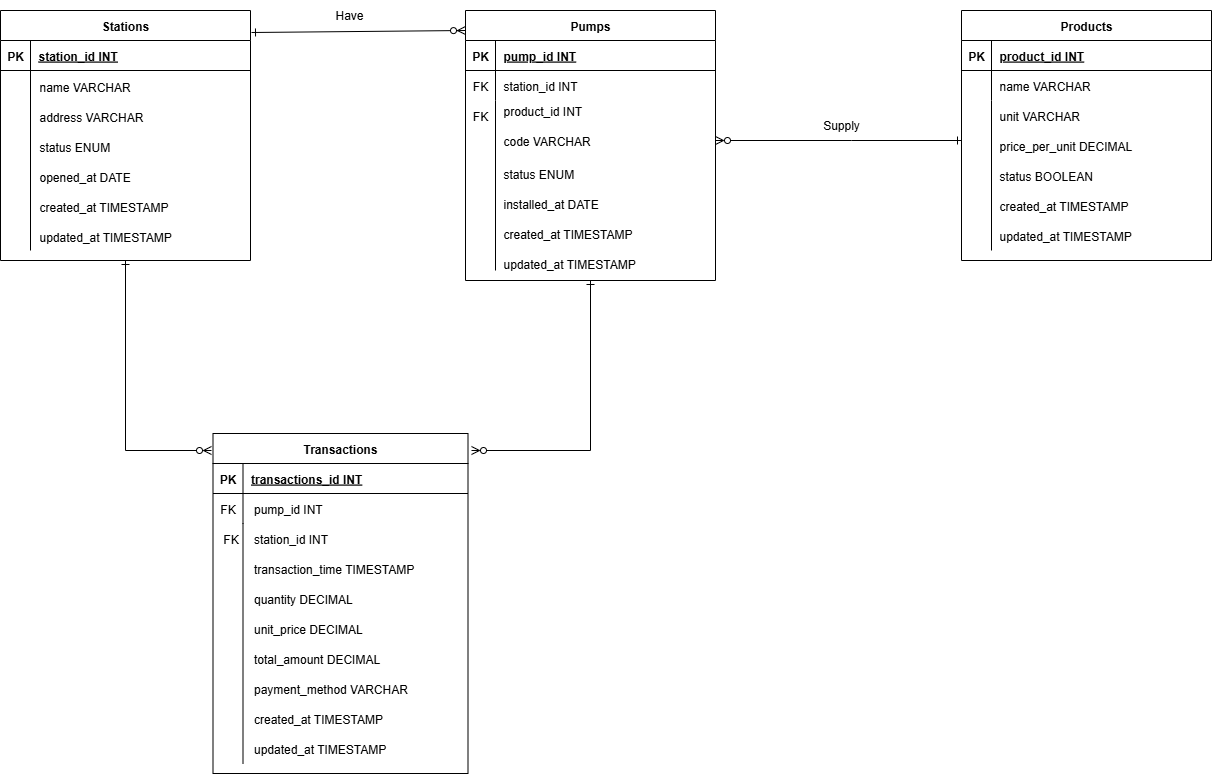 Have
Stations
PK station_id INT
name VARCHAR
address VARCHAR
status ENUM
opened_at DATE
created_at TIMESTAMP
updated_at TIMESTAMP
Pumps
PK pump_id INT
FK station_id INT
FK product_id INT
code VARCHAR
status ENUM
installed_at DATE
created_at TIMESTAMP
updated_at TIMESTAMP
Supply
Products
PK product_id INT
name VARCHAR
unit VARCHAR
price_per_unit DECIMAL
status BOOLEAN
created_at TIMESTAMP
updated_at TIMESTAMP
Transactions
PK transactions_id INT
FK pump_id INT
FK station_id INT
transaction_time TIMESTAMP
quantity DECIMAL
unit_price DECIMAL
total_amount DECIMAL
payment_method VARCHAR
created_at TIMESTAMP
updated_at TIMESTAMP